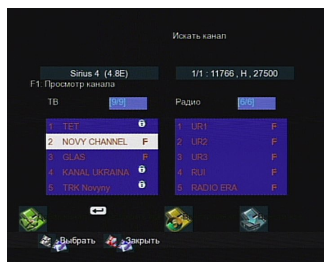 Искать канал
Sirius 4 (4.8E)
1/1 : 11766 , H , 27500
F1. Просмотр канала
ТВ [9/9] Радио [6/6]
1 TET
2 NOVY CHANNEL F
3 GLAS F
4 KANAL UKRAINA
5 TRK Novyny
1 UR1 F
2 UR2 F
3 UR3 F
4 RUI F
5 RADIO ERA F
Выбрать Закрыть